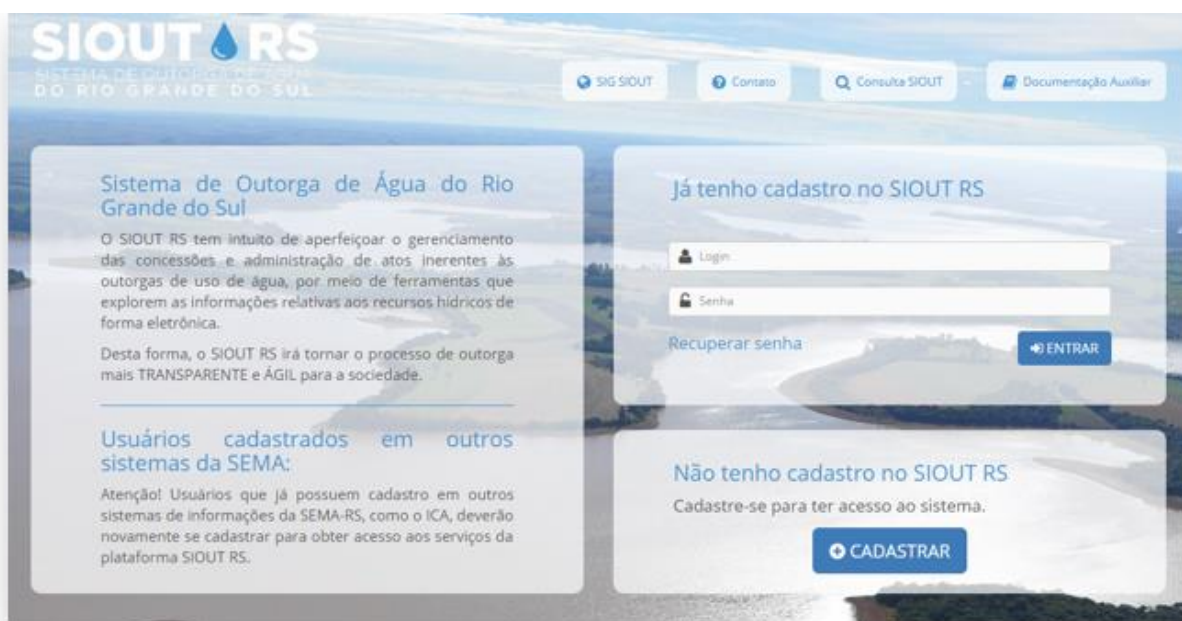 SIOUT RS
SISTEMA DE OUTORGA DE ÁGUA
DO RIO GRANDE DO SUL
SIG SIOUT
Contato
Consulta SIOUT
Documentação Auxiliar
Sistema de Outorga de Água do Rio
Grande do Sul
O SIOUT RS tem intuito de aperfeiçoar o gerenciamento
das concessões e administração de atos inerentes às
outorgas de uso de água, por meio de ferramentas que
explorem as informações relativas aos recursos hídricos de
forma eletrônica.
Desta forma, o SIOUT RS irá tornar o processo de outorga
mais TRANSPARENTE e ÁGIL para a sociedade.
Usuários cadastrados em outros
sistemas da SEMA:
Atenção! Usuários que já possuem cadastro em outros
sistemas de informações da SEMA-RS, como o ICA, deverão
novamente se cadastrar para obter acesso aos serviços da
plataforma SIOUT RS.
Já tenho cadastro no SIOUT RS
Login
Senha
Recuperar senha
ENTRAR
Não tenho cadastro no SIOUT RS
Cadastre-se para ter acesso ao sistema.
CADASTRAR